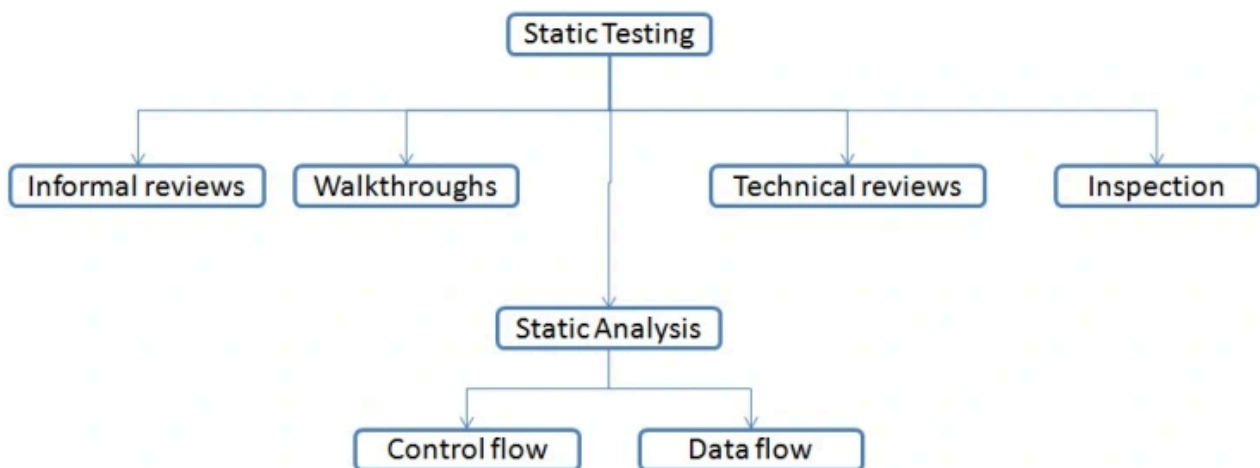 Static Testing
Informal reviews
Walkthroughs
Technical reviews
Inspection
Static Analysis
Control flow
Data flow